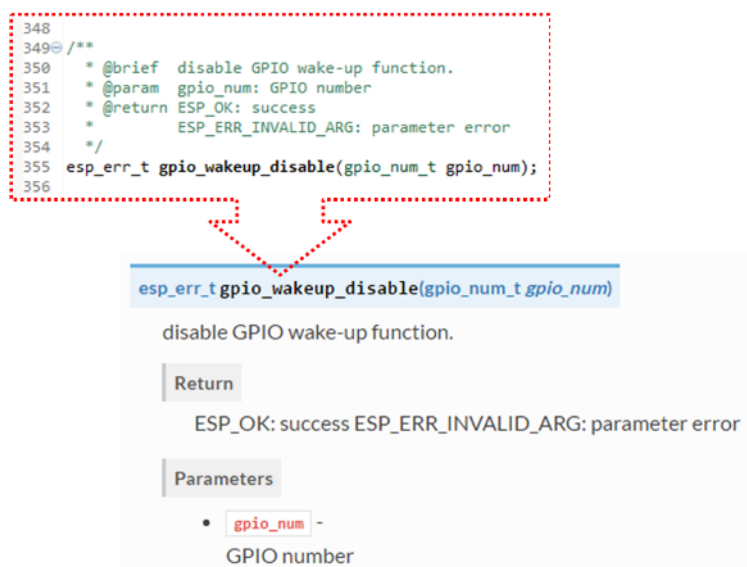 348
349 /**
350 * @brief disable GPIO wake-up function.
351 * @param gpio_num: GPIO number
352 * @return ESP_OK: success
353 * ESP_ERR_INVALID_ARG: parameter error
354 */
355 esp_err_t gpio_wakeup_disable(gpio_num_t gpio_num);
356
esp_err_t gpio_wakeup_disable(gpio_num_t gpio_num)
disable GPIO wake-up function.
Return
ESP_OK: success ESP_ERR_INVALID_ARG: parameter error
Parameters
• gpio_num -
GPIO number